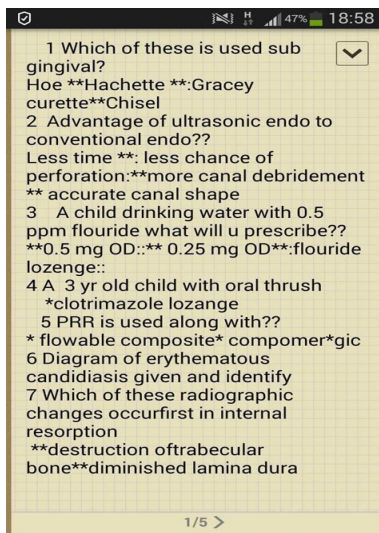 H 47% 18:58
1 Which of these is used sub
gingival?
Hoe **Hachette **:Gracey
curette**Chisel
2 Advantage of ultrasonic endo to
conventional endo??
Less time **: less chance of
perforation:**more canal debridement
** accurate canal shape
3 A child drinking water with 0.5
ppm flouride what will u prescribe??
**0.5 mg OD::** 0.25 mg OD**:flouride
lozenge::
4 A 3 yr old child with oral thrush
*clotrimazole lozange
5 PRR is used along with??
* flowable composite* compomer*gic
6 Diagram of erythematous
candidiasis given and identify
7 Which of these radiographic
changes occurfirst in internal
resorption
**destruction oftrabecular
bone**diminished lamina dura
1/5 >